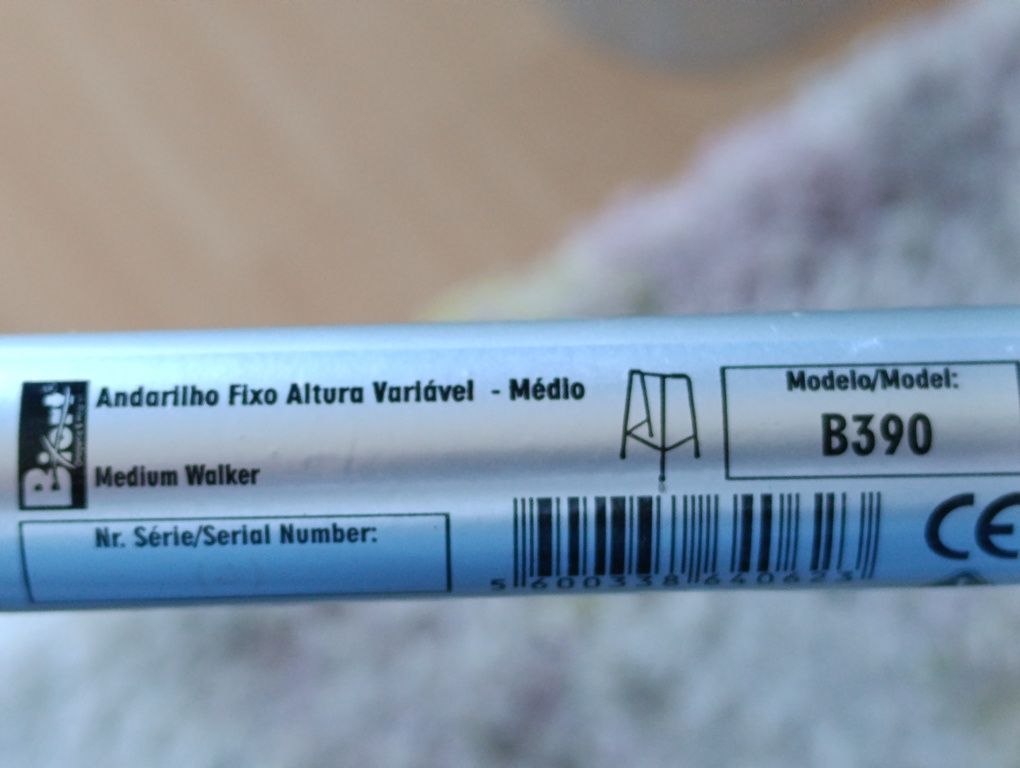 Andarilho Fixo Altura Variável - Médio
Medium Walker
Nr. Série/Serial Number:
Modelo/Model:
B390
5 600338 640623
CE